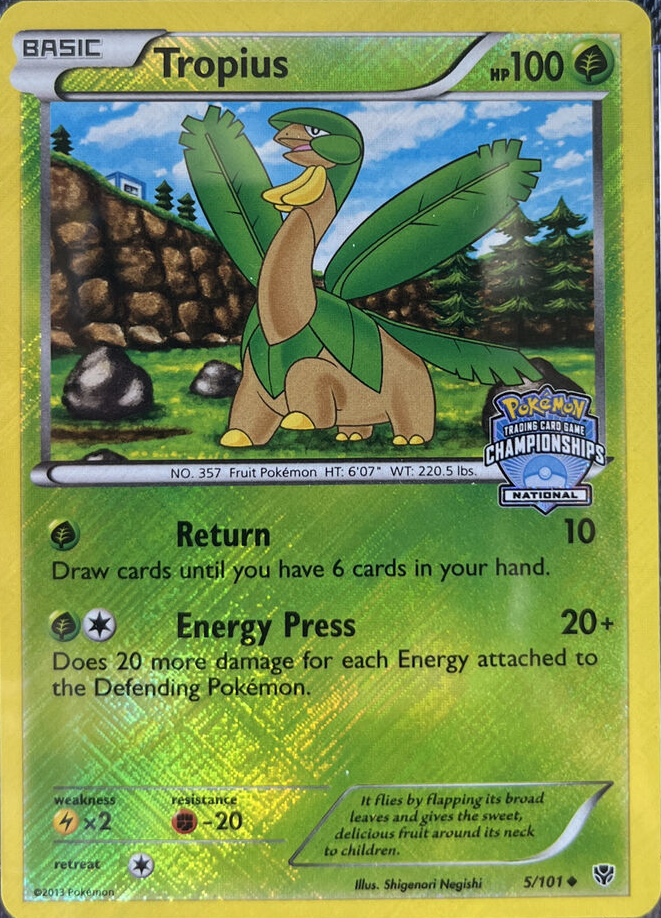 BASIC
Tropius
HP100
NO. 357 Fruit Pokémon HT: 6'07" WT: 220.5 lbs.
POKéMON
TRADING CARD GAME
CHAMPIONSHIPS
NATIONAL
Return 10
Draw cards until you have 6 cards in your hand.
Energy Press 20+
Does 20 more damage for each Energy attached to
the Defending Pokémon.
weakness resistance
×2 -20
retreat
It flies by flapping its broad
leaves and gives the sweet,
delicious fruit around its neck
to children.
©2013 Pokémon
Illus. Shigenori Negishi
5/101